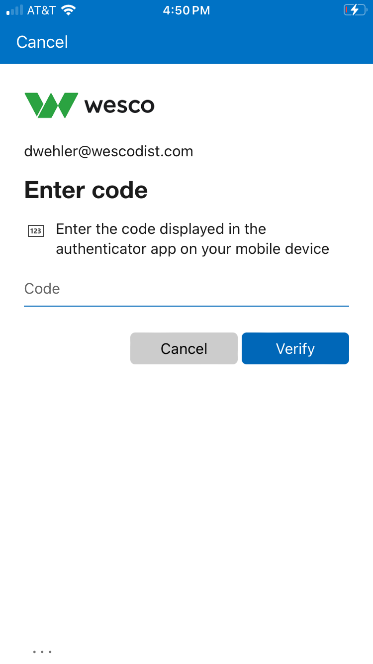 AT&T 4:50 PM
Cancel
wesco
dwehler@wescodist.com
Enter code
123
Enter the code displayed in the
authenticator app on your mobile device
Code
Cancel Verify
...